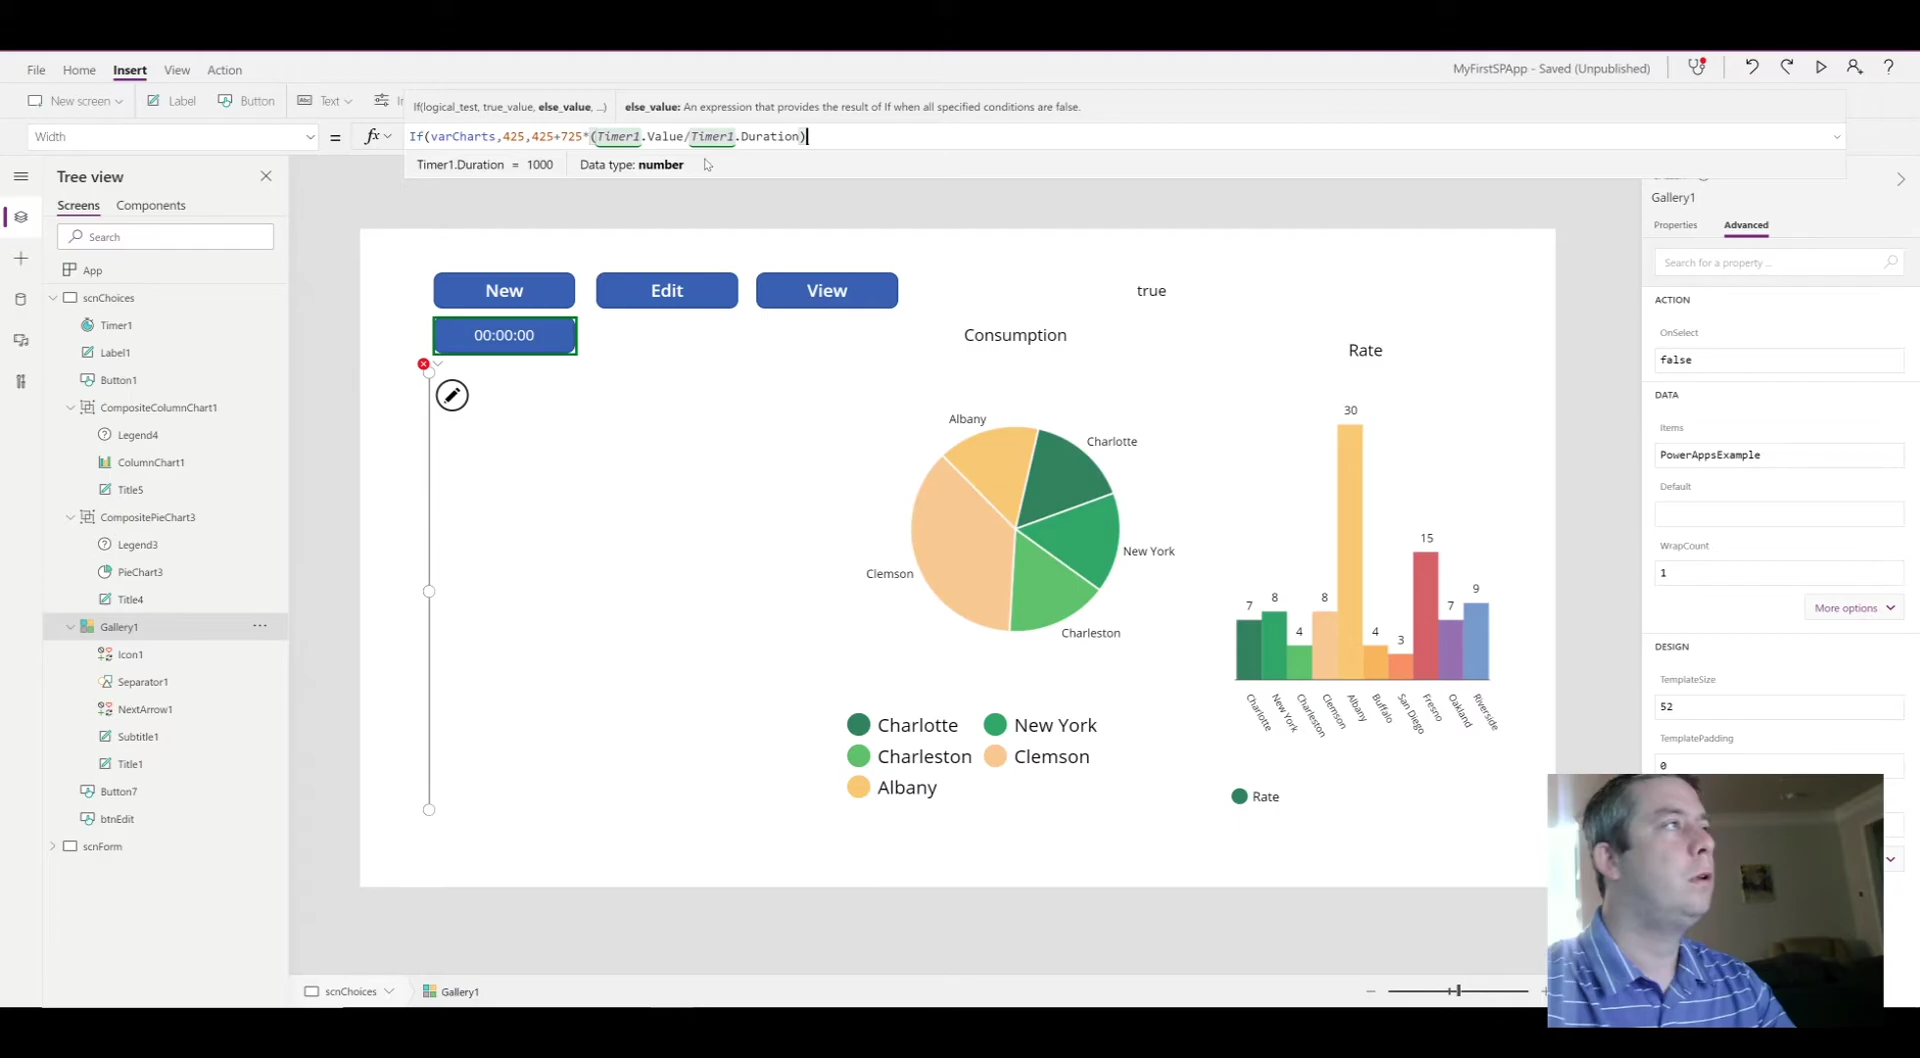 File Home Insert View Action
MyFirstSPApp - Saved (Unpublished)
New screen Label Button Text
If(logical_test, true_value, else_value, ...) else_value: An expression that provides the result of If when all specified conditions are false.
Width = fx If(varCharts,425,425+725*(Timer1.Value/Timer1.Duration)
Timer1.Duration = 1000 Data type: number
Tree view
Screens Components
Search
App
scnChoices
Timer1
Label1
Button1
CompositeColumnChart1
Legend4
ColumnChart1
Title5
CompositePieChart3
Legend3
PieChart3
Title4
Gallery1 ...
Icon1
Separator1
NextArrow1
Subtitle1
Title1
Button7
btnEdit
scnForm
New Edit View true
00:00:00
Consumption
Albany
Charlotte
New York
Clemson
Charleston
Charlotte New York
Charleston Clemson
Albany
Rate
30
15
7 8 4 8 4 3 7 9
Charlotte New York Charleston Clemson Albany Buffalo San Diego Fresno Oakland Riverside
Rate
Gallery1
Properties Advanced
Search for a property ...
ACTION
OnSelect
false
DATA
Items
PowerAppsExample
Default
WrapCount
1
More options
DESIGN
TemplateSize
52
TemplatePadding
0
scnChoices Gallery1